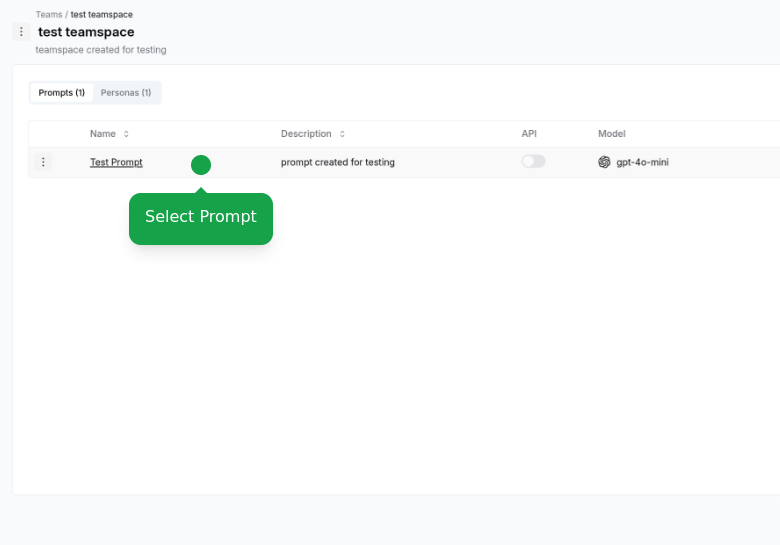 Teams / test teamspace
test teamspace
teamspace created for testing
Prompts (1) Personas (1)
Name Description API Model
Test Prompt prompt created for testing gpt-4o-mini
Select Prompt